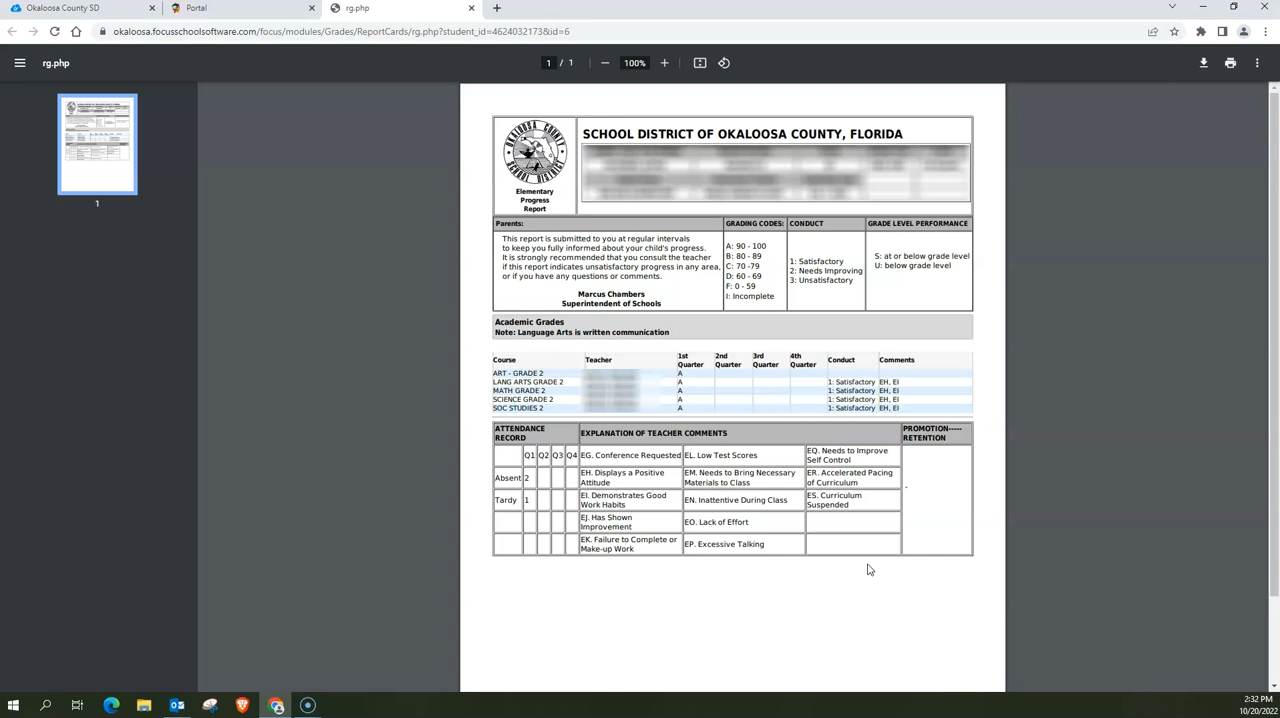 Okaloosa County SD
Portal
rg.php
okaloosa.focusschoolsoftware.com/focus/modules/Grades/ReportCards/rg.php?student_id=4624032173&id=6
rg.php
1 / 1
100%
1
OKALOOSA COUNTY
SCHOOL DISTRICT
Elementary
Progress
Report
SCHOOL DISTRICT OF OKALOOSA COUNTY, FLORIDA
Parents: GRADING CODES: CONDUCT GRADE LEVEL PERFORMANCE
This report is submitted to you at regular intervals
to keep you fully informed about your child's progress.
It is strongly recommended that you consult the teacher
if this report indicates unsatisfactory progress in any area,
or if you have any questions or comments.
Marcus Chambers
Superintendent of Schools
A: 90 - 100
B: 80 - 89
C: 70 -79
D: 60 - 69
F: 0 - 59
I: Incomplete
1: Satisfactory
2: Needs Improving
3: Unsatisfactory
S: at or below grade level
U: below grade level
Academic Grades
Note: Language Arts is written communication
Course Teacher 1st Quarter 2nd Quarter 3rd Quarter 4th Quarter Conduct Comments
ART - GRADE 2 A
LANG ARTS GRADE 2 A 1: Satisfactory EH, EI
MATH GRADE 2 A 1: Satisfactory EH, EI
SCIENCE GRADE 2 A 1: Satisfactory EH, EI
SOC STUDIES 2 A 1: Satisfactory EH, EI
ATTENDANCE RECORD EXPLANATION OF TEACHER COMMENTS PROMOTION----- RETENTION
Q1 Q2 Q3 Q4 EG. Conference Requested EL. Low Test Scores EQ. Needs to Improve Self Control
Absent 2 EH. Displays a Positive Attitude EM. Needs to Bring Necessary Materials to Class ER. Accelerated Pacing of Curriculum
-
Tardy 1 EI. Demonstrates Good Work Habits EN. Inattentive During Class ES. Curriculum Suspended
EJ. Has Shown Improvement EO. Lack of Effort
EK. Failure to Complete or Make-up Work EP. Excessive Talking
2:32 PM
10/20/2022